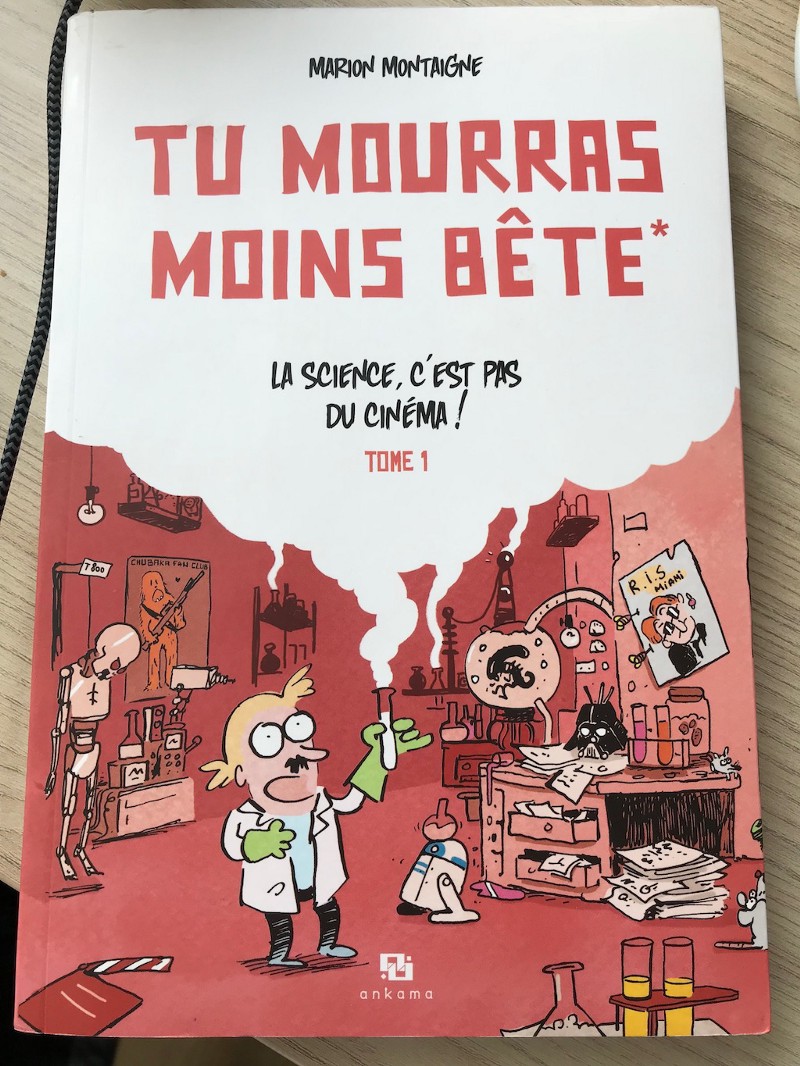 MARION MONTAIGNE
TU MOURRAS
MOINS BÊTE*
LA SCIENCE, C'EST PAS
DU CINÉMA !
TOME 1
T800
CHUBAKA FAN CLUB
R.I.S
MIAMI
ankama